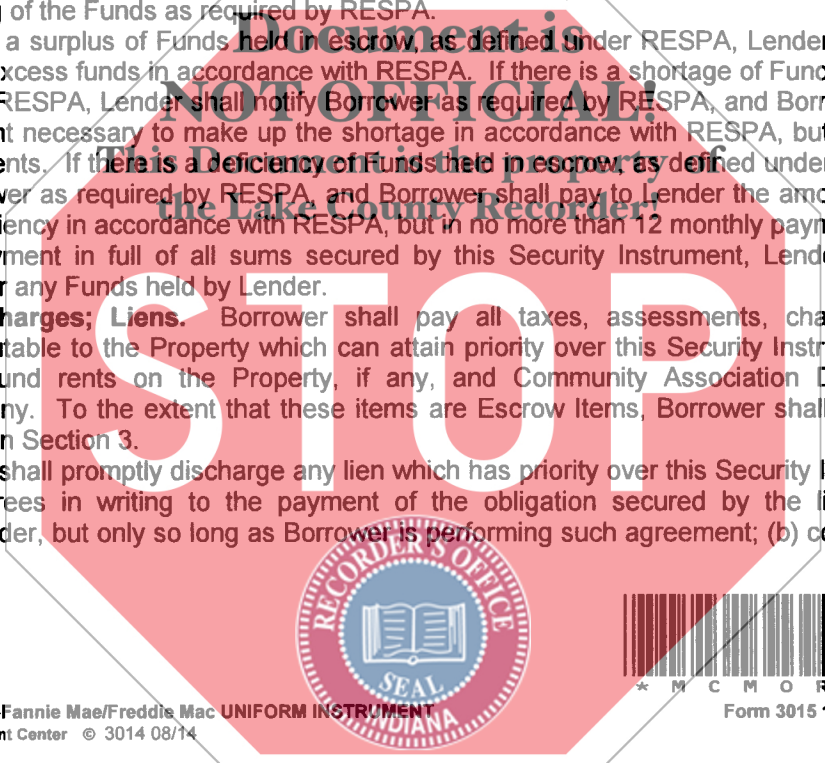 of the Funds as required by RESPA.
a surplus of Funds held in escrow, as defined under RESPA, Lender
xcess funds in accordance with RESPA. If there is a shortage of Fund
RESPA, Lender shall notify Borrower as required by RESPA, and Borr
t necessary to make up the shortage in accordance with RESPA, but
ents. If there is a deficiency of Funds held in escrow, as defined under
er as required by RESPA, and Borrower shall pay to Lender the amo
iency in accordance with RESPA, but in no more than 12 monthly paym
ment in full of all sums secured by this Security Instrument, Lende
any Funds held by Lender.
harges; Liens. Borrower shall pay all taxes, assessments, cha
table to the Property which can attain priority over this Security Instr
und rents on the Property, if any, and Community Association D
ny. To the extent that these items are Escrow Items, Borrower shall
n Section 3.
shall promptly discharge any lien which has priority over this Security I
rees in writing to the payment of the obligation secured by the li
der, but only so long as Borrower is performing such agreement; (b) co
Document is
NOT OFFICIAL!
This Document is the property of
the Lake County Recorder!
STOP
RECORDER'S OFFICE
SEAL
INDIANA
* M C M O R
Fannie Mae/Freddie Mac UNIFORM INSTRUMENT
Form 3015 1
nt Center © 3014 08/14